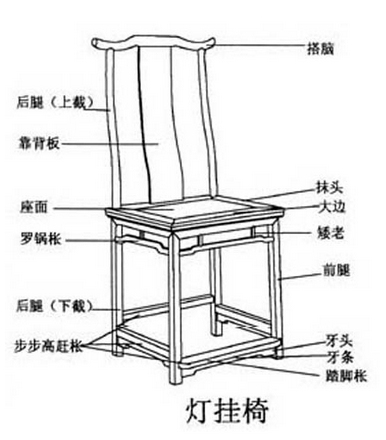 搭脑
后腿（上截）
靠背板
抹头
座面
大边
罗锅枨
矮老
前腿
后腿（下截）
牙头
步步高赶枨
牙条
踏脚枨
灯挂椅